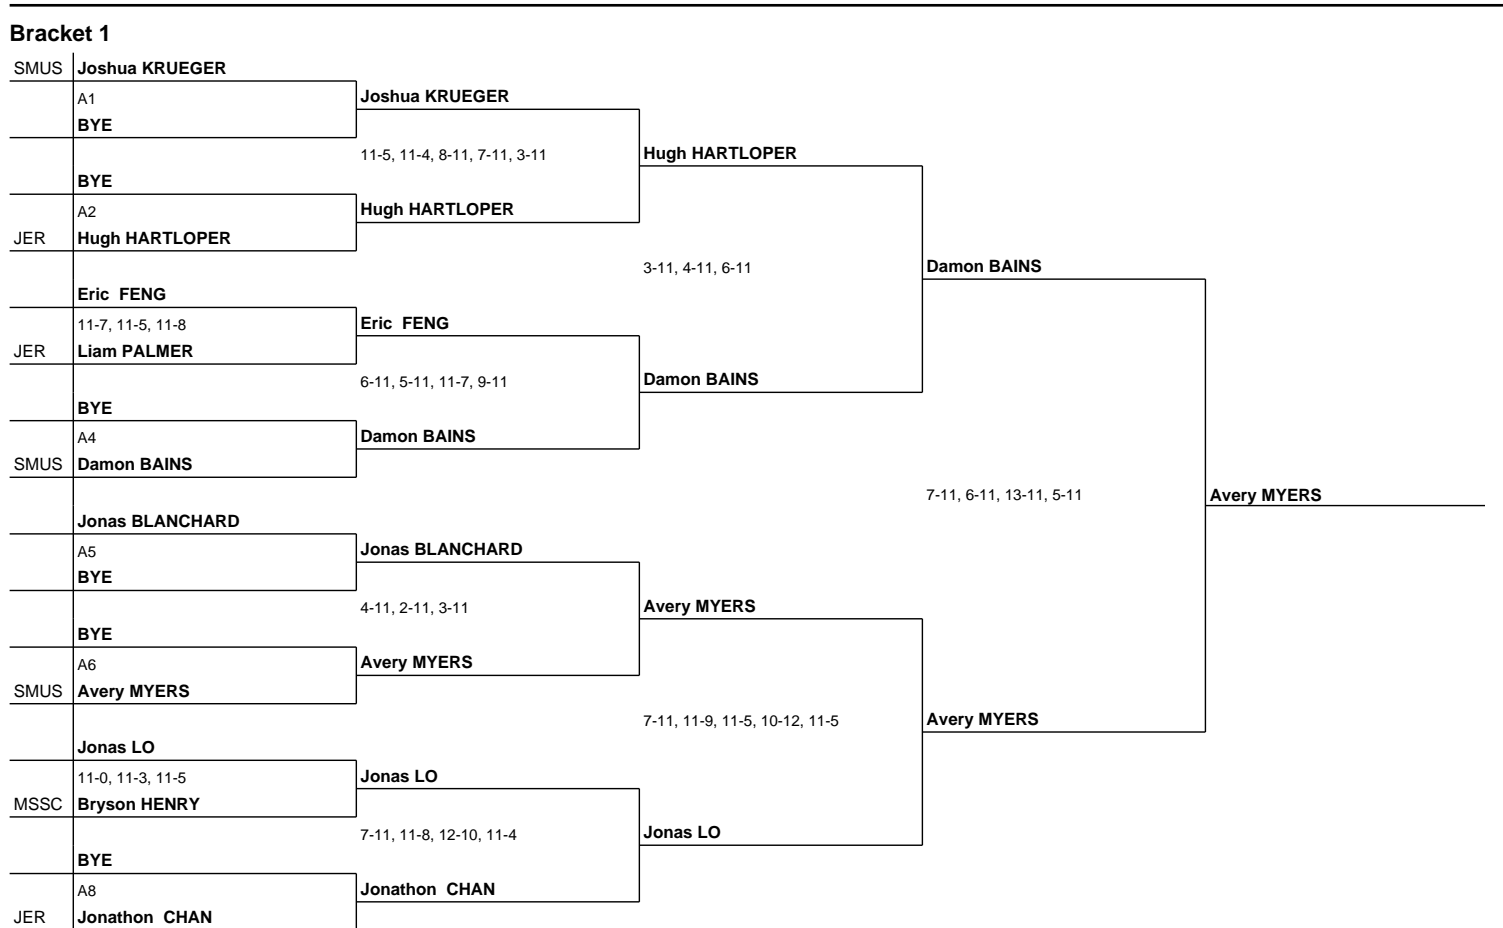 Bracket 1
SMUS Joshua KRUEGER
A1 Joshua KRUEGER
BYE
11-5, 11-4, 8-11, 7-11, 3-11 Hugh HARTLOPER
BYE
A2 Hugh HARTLOPER
JER Hugh HARTLOPER
3-11, 4-11, 6-11 Damon BAINS
Eric FENG
11-7, 11-5, 11-8 Eric FENG
JER Liam PALMER
6-11, 5-11, 11-7, 9-11 Damon BAINS
BYE
A4 Damon BAINS
SMUS Damon BAINS
7-11, 6-11, 13-11, 5-11 Avery MYERS
Jonas BLANCHARD
A5 Jonas BLANCHARD
BYE
4-11, 2-11, 3-11 Avery MYERS
BYE
A6 Avery MYERS
SMUS Avery MYERS
7-11, 11-9, 11-5, 10-12, 11-5 Avery MYERS
Jonas LO
11-0, 11-3, 11-5 Jonas LO
MSSC Bryson HENRY
7-11, 11-8, 12-10, 11-4 Jonas LO
BYE
A8 Jonathon CHAN
JER Jonathon CHAN